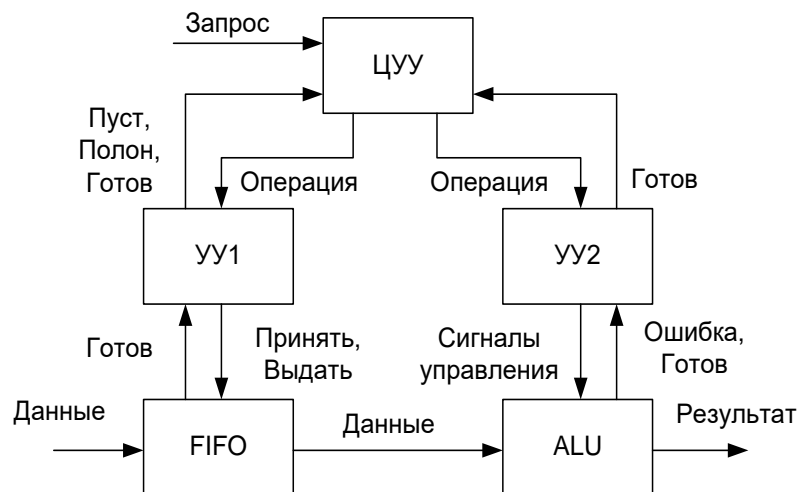 Запрос
ЦУУ
Пуст,
Полон,
Готов
Операция
Операция
Готов
УУ1
УУ2
Готов
Принять,
Выдать
Сигналы
управления
Ошибка,
Готов
Данные
FIFO
Данные
ALU
Результат